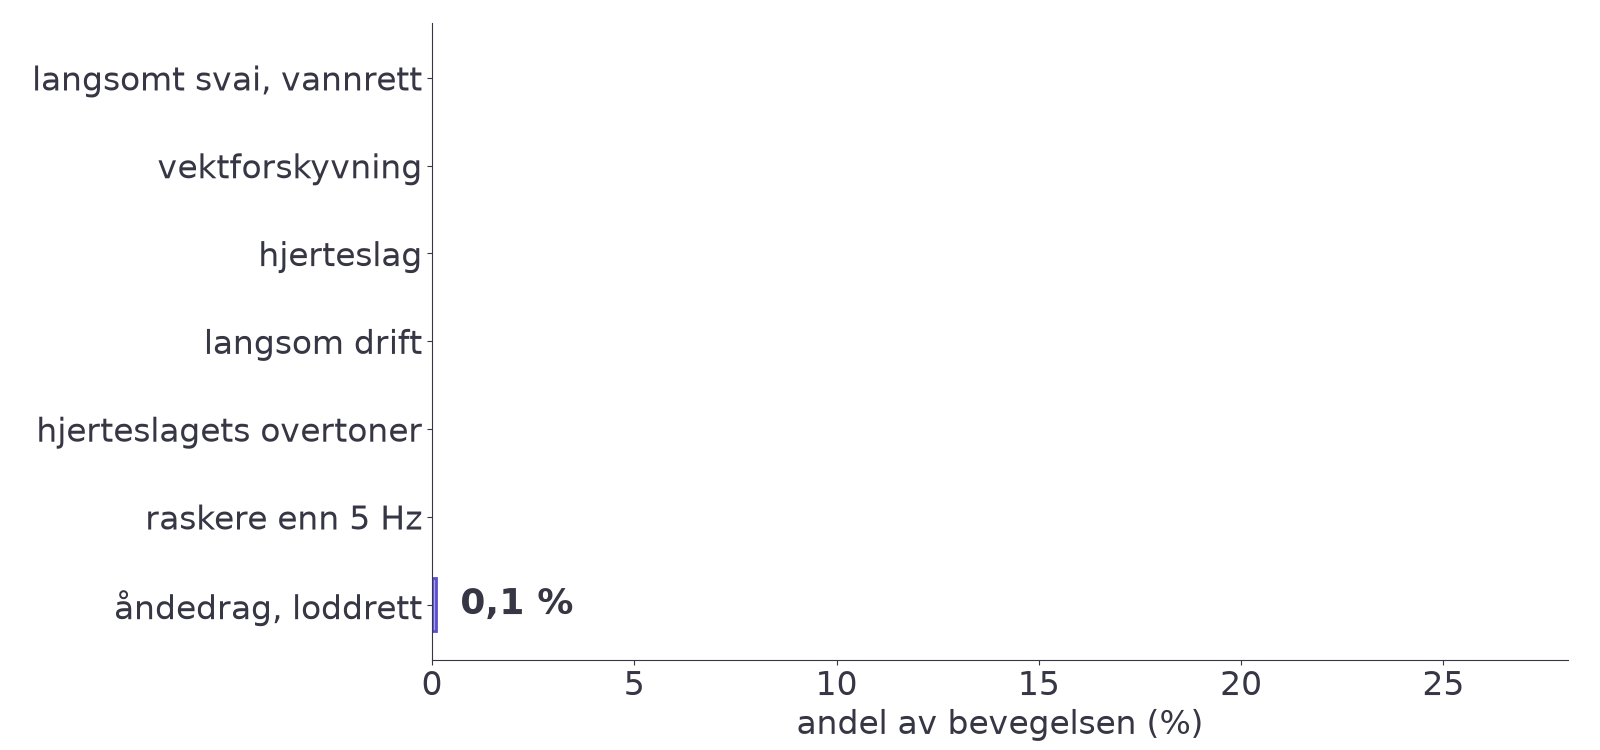 langsomt svai, vannrett
vektforskyvning
hjerteslag
langsom drift
hjerteslagets overtoner
raskere enn 5 Hz
åndedrag, loddrett
0,1 %
0 5 10 15 20 25
andel av bevegelsen (%)